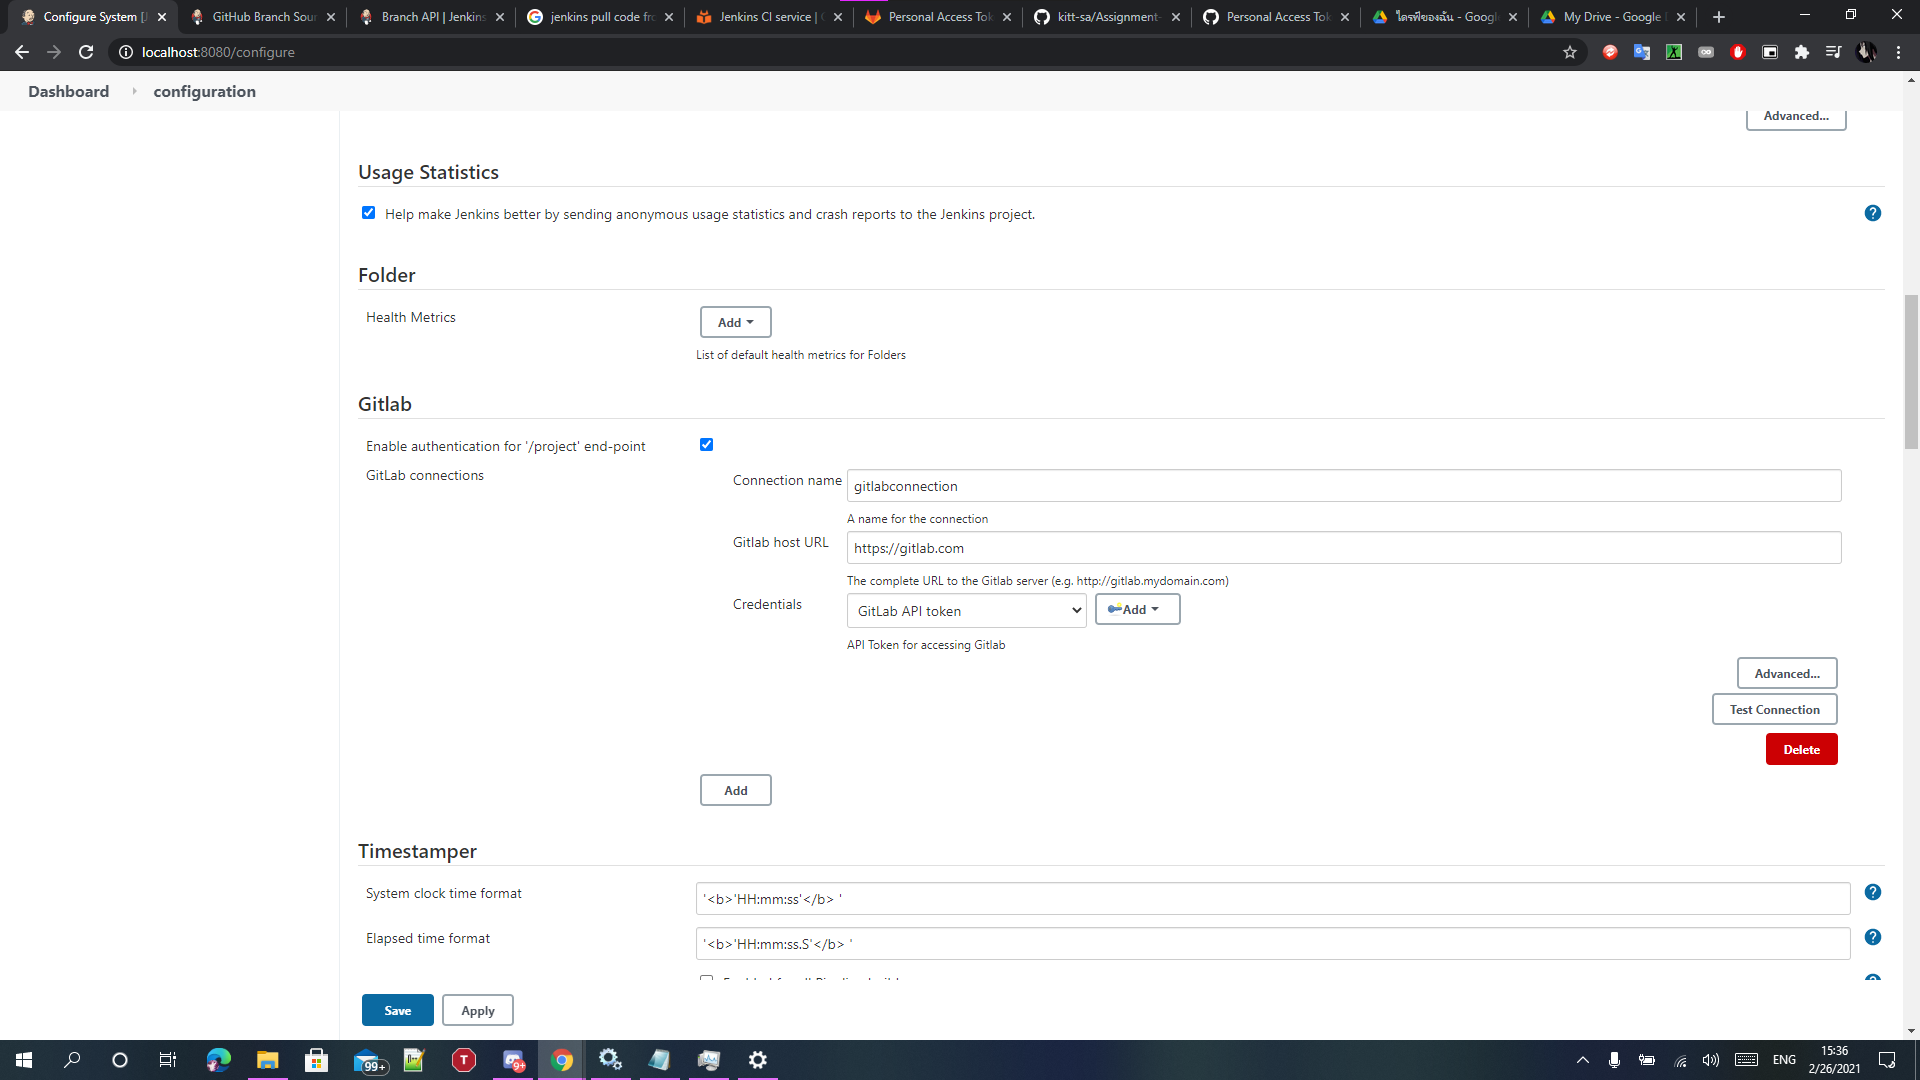 Configure System [J
GitHub Branch Sour
Branch API | Jenkins
jenkins pull code fro
Jenkins CI service |
Personal Access Tok
kitt-sa/Assignment-
Personal Access Tok
ไดรฟ์ของฉัน - Google
My Drive - Google
localhost:8080/configure
Dashboard
configuration
Advanced...
Usage Statistics
Help make Jenkins better by sending anonymous usage statistics and crash reports to the Jenkins project.
Folder
Health Metrics
Add
List of default health metrics for Folders
Gitlab
Enable authentication for '/project' end-point
GitLab connections
Connection name
gitlabconnection
A name for the connection
Gitlab host URL
https://gitlab.com
The complete URL to the Gitlab server (e.g. http://gitlab.mydomain.com)
Credentials
GitLab API token
Add
API Token for accessing Gitlab
Advanced...
Test Connection
Delete
Add
Timestamper
System clock time format
'<b>'HH:mm:ss'</b> '
Elapsed time format
'<b>'HH:mm:ss.S'</b> '
Save
Apply
99+
T
9+
ENG
15:36
2/26/2021